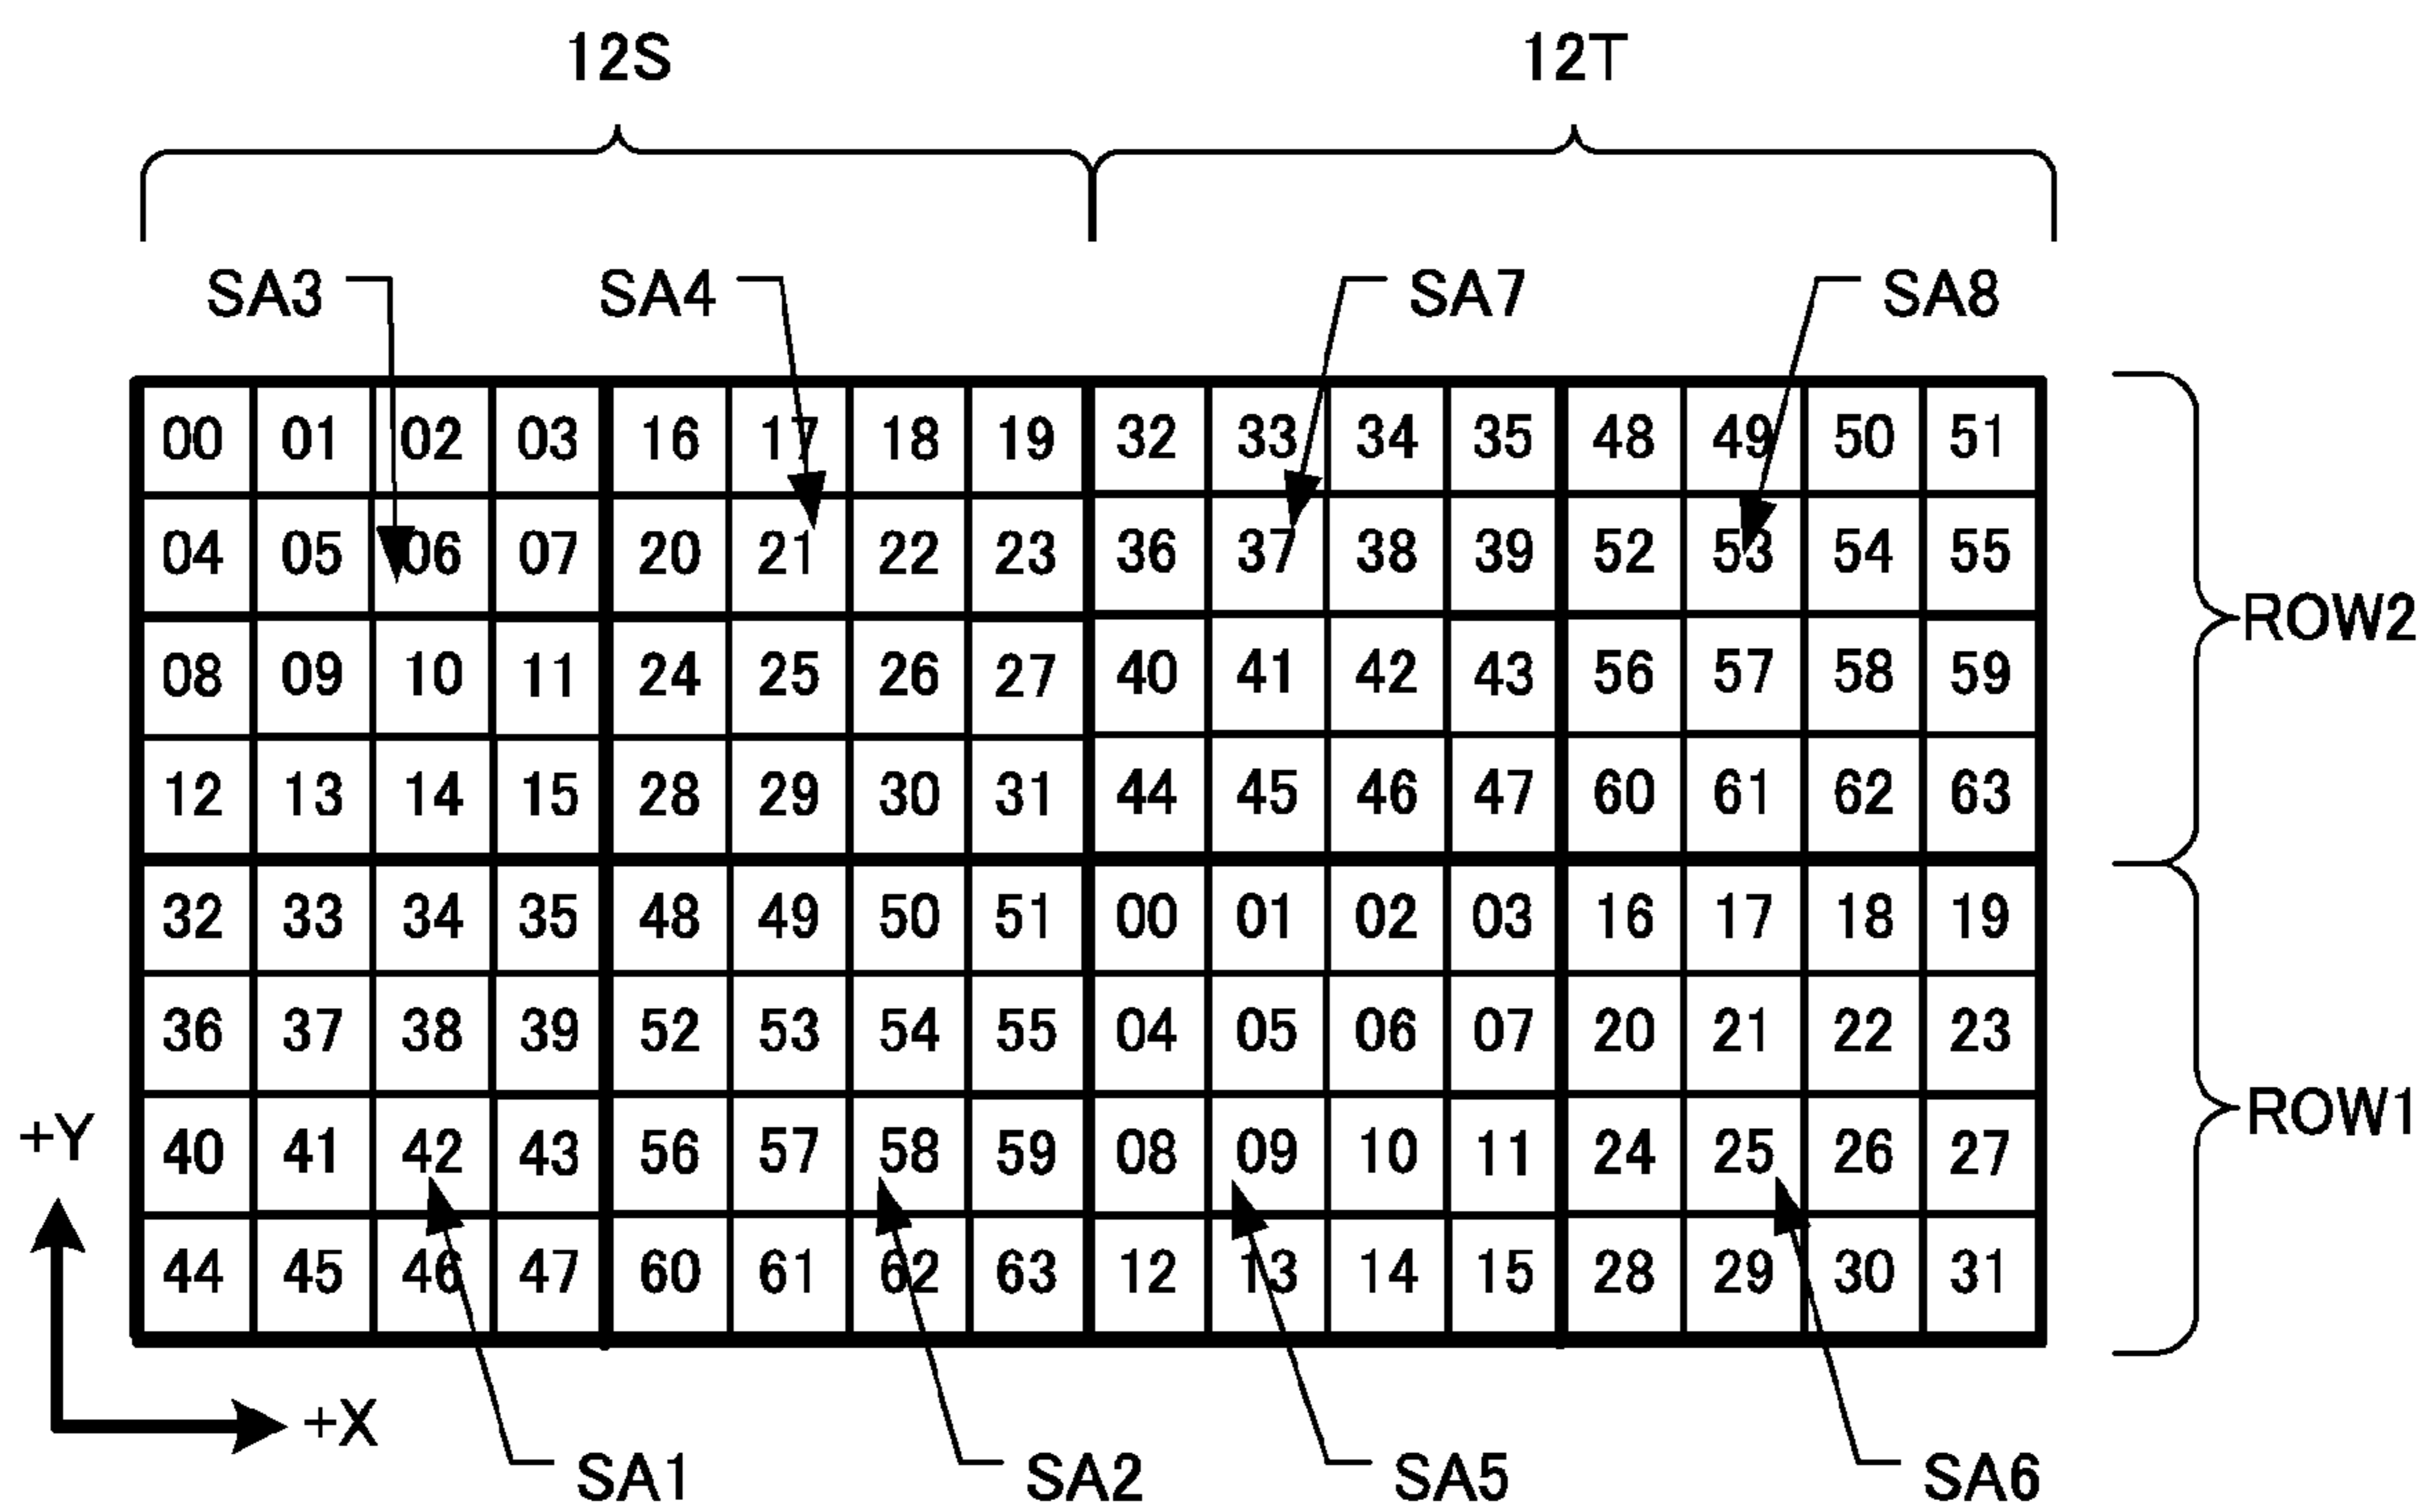 12S 12T
SA3 SA4 SA7 SA8
00 01 02 03 16 17 18 19 32 33 34 35 48 49 50 51
04 05 06 07 20 21 22 23 36 37 38 39 52 53 54 55
ROW2
08 09 10 11 24 25 26 27 40 41 42 43 56 57 58 59
12 13 14 15 28 29 30 31 44 45 46 47 60 61 62 63
32 33 34 35 48 49 50 51 00 01 02 03 16 17 18 19
36 37 38 39 52 53 54 55 04 05 06 07 20 21 22 23
ROW1
+Y
40 41 42 43 56 57 58 59 08 09 10 11 24 25 26 27
44 45 46 47 60 61 62 63 12 13 14 15 28 29 30 31
+X
SA1 SA2 SA5 SA6